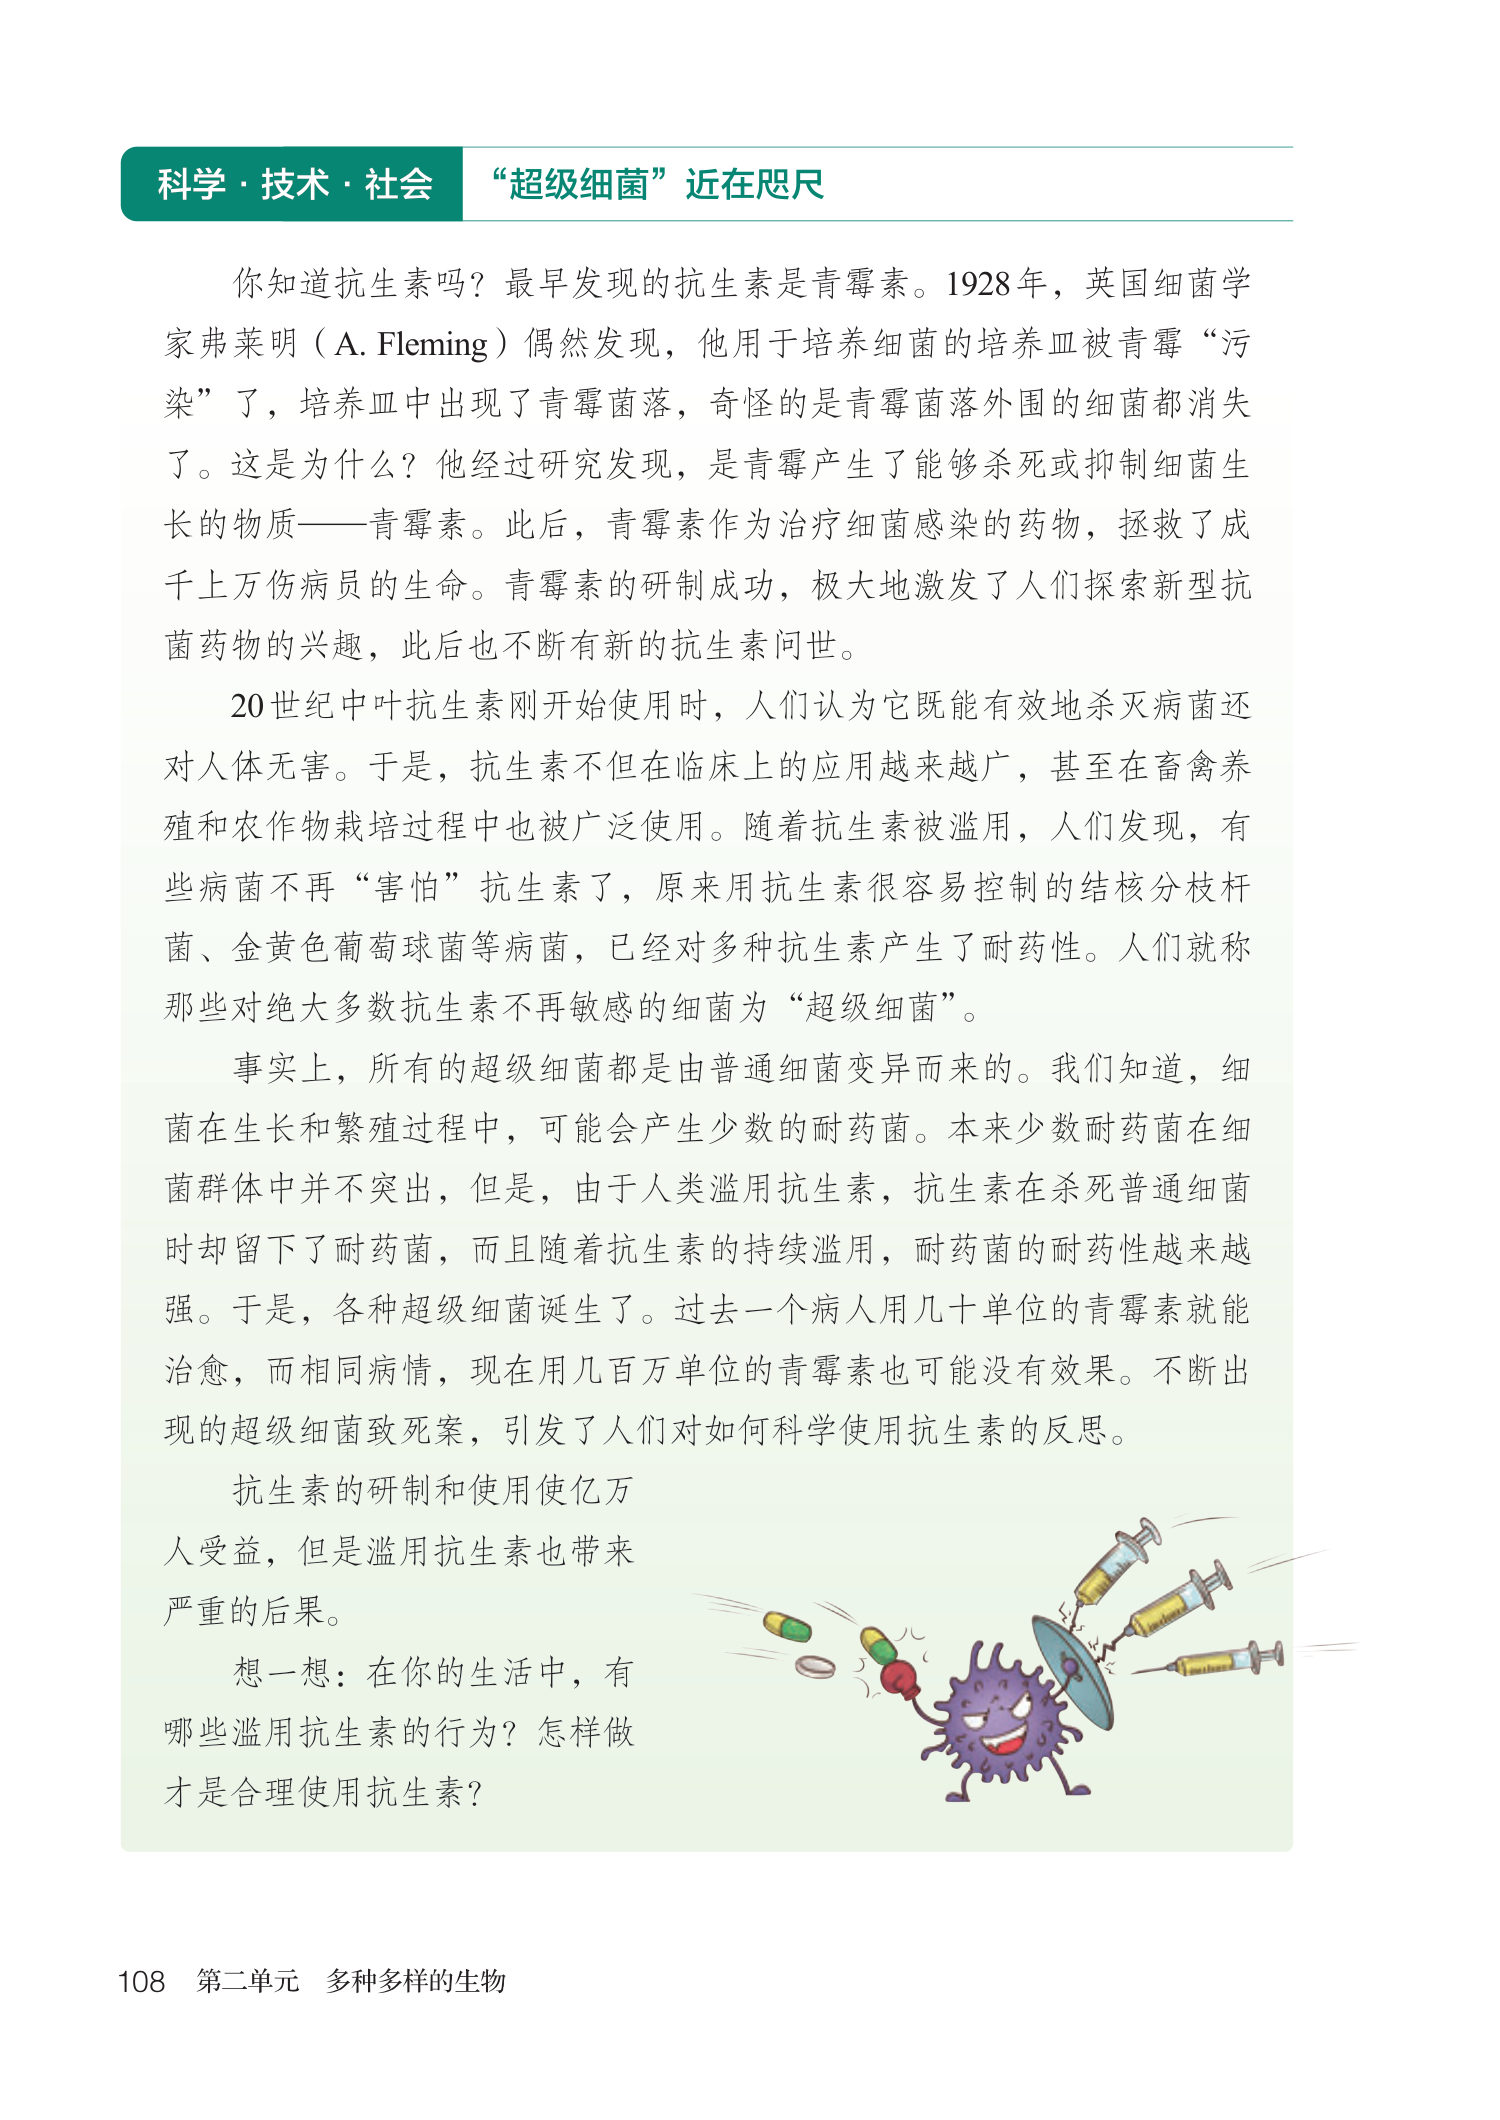 科学·技术·社会 “超级细菌”近在咫尺
你知道抗生素吗？最早发现的抗生素是青霉素。1928年，英国细菌学
家弗莱明（A. Fleming）偶然发现，他用于培养细菌的培养皿被青霉“污
染”了，培养皿中出现了青霉菌落，奇怪的是青霉菌落外围的细菌都消失
了。这是为什么？他经过研究发现，是青霉产生了能够杀死或抑制细菌生
长的物质——青霉素。此后，青霉素作为治疗细菌感染的药物，拯救了成
千上万伤病员的生命。青霉素的研制成功，极大地激发了人们探索新型抗
菌药物的兴趣，此后也不断有新的抗生素问世。
20世纪中叶抗生素刚开始使用时，人们认为它既能有效地杀灭病菌还
对人体无害。于是，抗生素不但在临床上的应用越来越广，甚至在畜禽养
殖和农作物栽培过程中也被广泛使用。随着抗生素被滥用，人们发现，有
些病菌不再“害怕”抗生素了，原来用抗生素很容易控制的结核分枝杆
菌、金黄色葡萄球菌等病菌，已经对多种抗生素产生了耐药性。人们就称
那些对绝大多数抗生素不再敏感的细菌为“超级细菌”。
事实上，所有的超级细菌都是由普通细菌变异而来的。我们知道，细
菌在生长和繁殖过程中，可能会产生少数的耐药菌。本来少数耐药菌在细
菌群体中并不突出，但是，由于人类滥用抗生素，抗生素在杀死普通细菌
时却留下了耐药菌，而且随着抗生素的持续滥用，耐药菌的耐药性越来越
强。于是，各种超级细菌诞生了。过去一个病人用几十单位的青霉素就能
治愈，而相同病情，现在用几百万单位的青霉素也可能没有效果。不断出
现的超级细菌致死案，引发了人们对如何科学使用抗生素的反思。
抗生素的研制和使用使亿万
人受益，但是滥用抗生素也带来
严重的后果。
想一想：在你的生活中，有
哪些滥用抗生素的行为？怎样做
才是合理使用抗生素？
108 第二单元 多种多样的生物